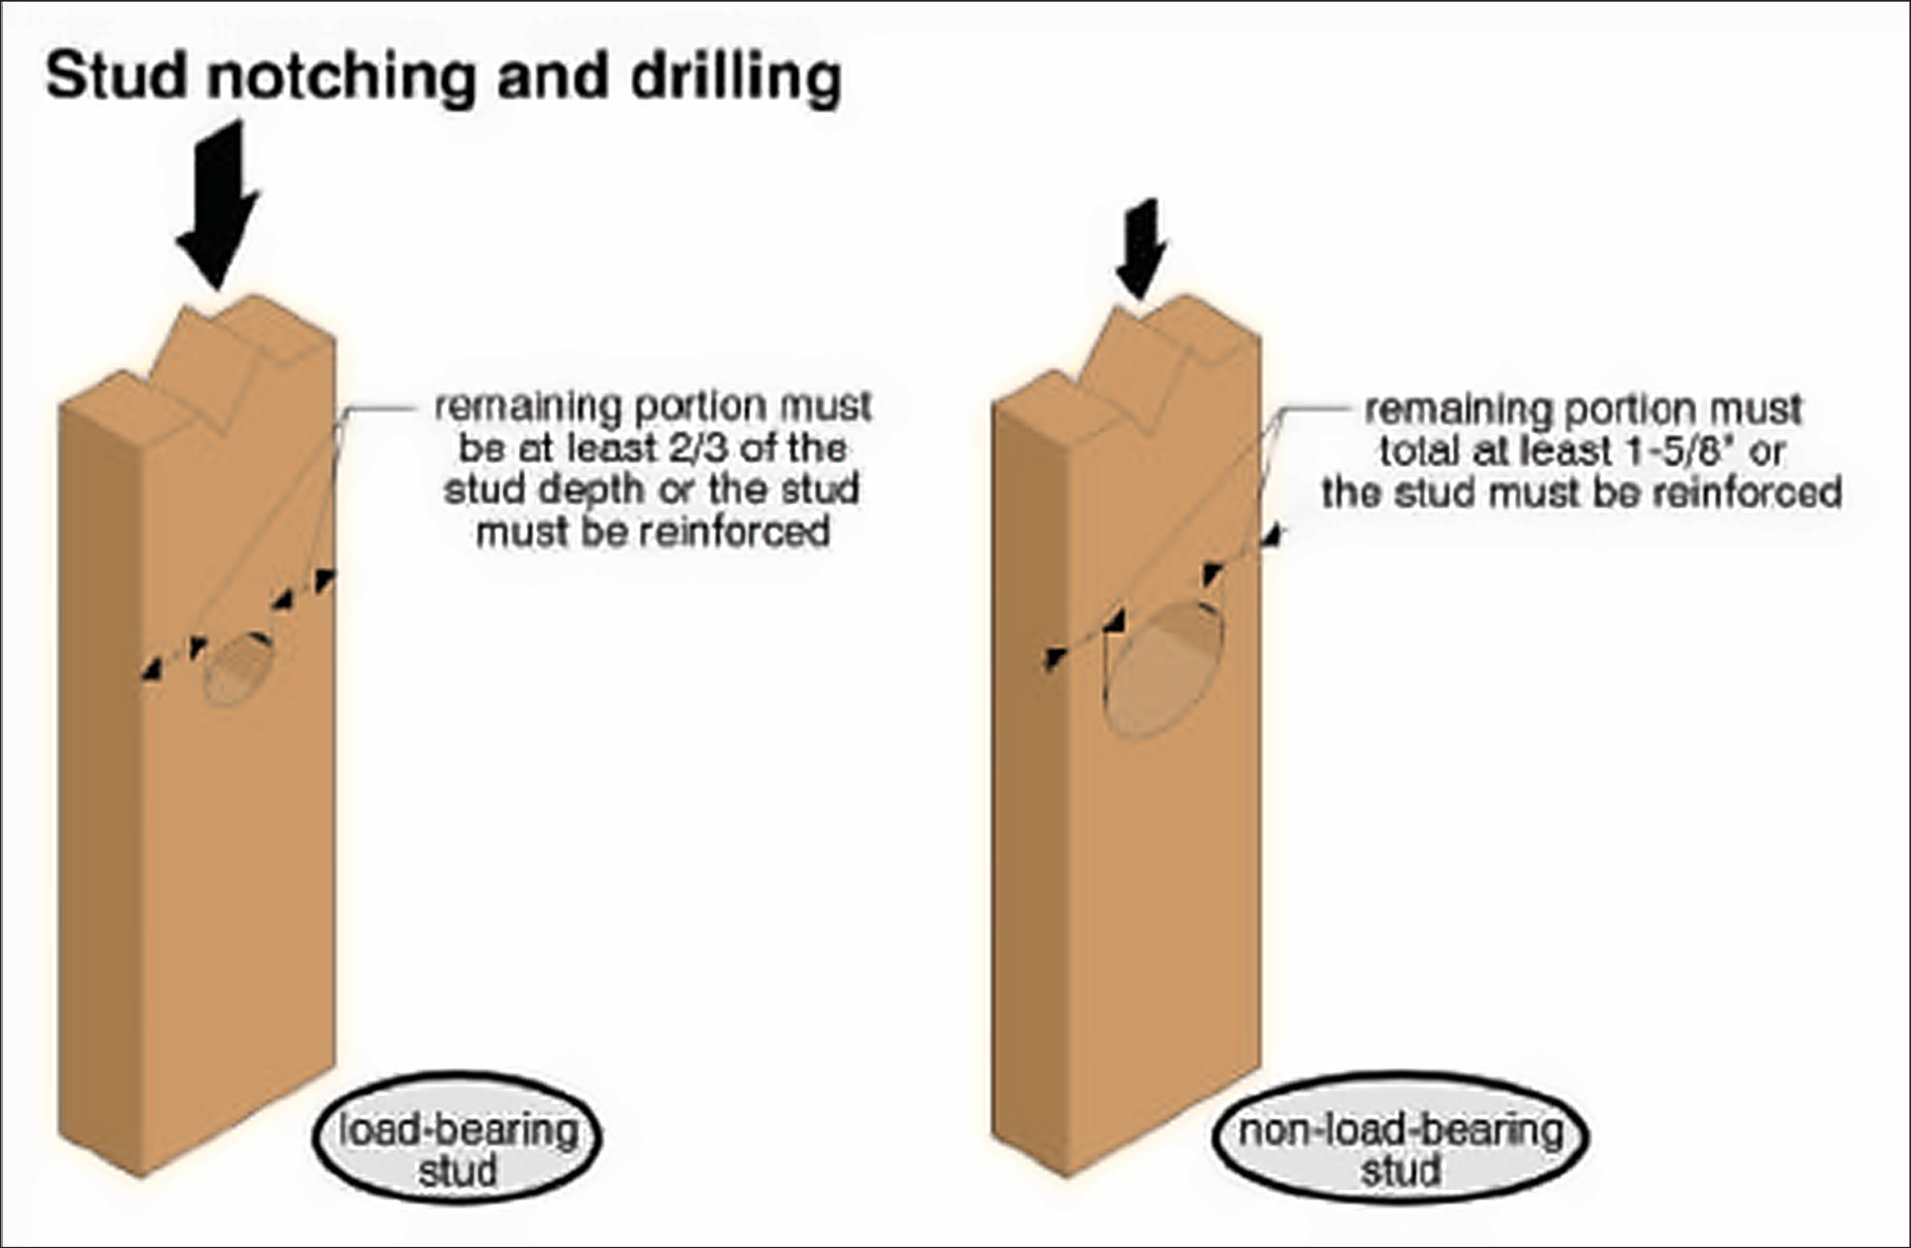 Stud notching and drilling
remaining portion must
be at least 2/3 of the
stud depth or the stud
must be reinforced
remaining portion must
total at least 1-5/8" or
the stud must be reinforced
load-bearing
stud
non-load-bearing
stud